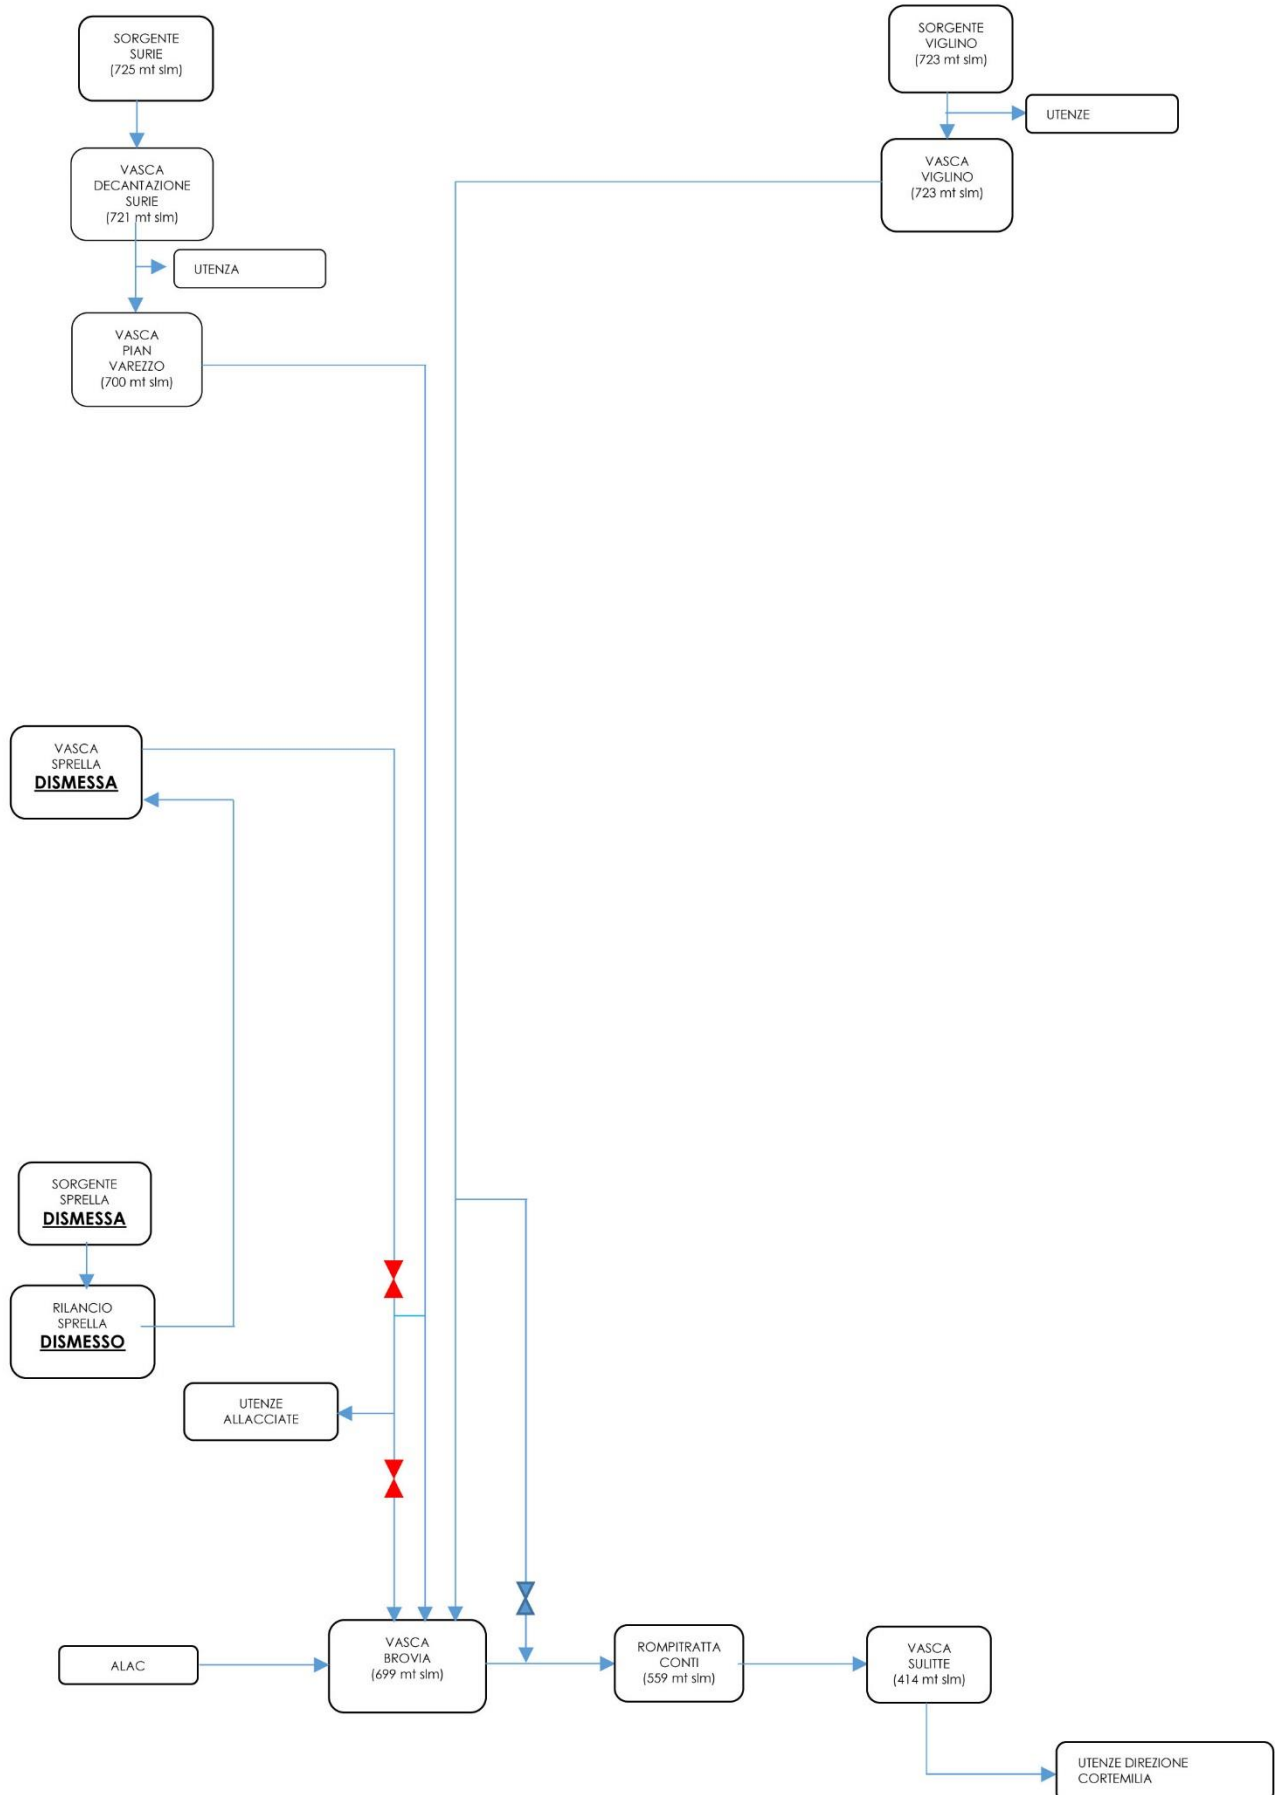 SORGENTE
SURIE
(725 mt slm)
SORGENTE
VIGLINO
(723 mt slm)
UTENZE
VASCA
DECANTAZIONE
SURIE
(721 mt slm)
VASCA
VIGLINO
(723 mt slm)
UTENZA
VASCA
PIAN
VAREZZO
(700 mt slm)
VASCA
SPRELLA
DISMESSA
SORGENTE
SPRELLA
DISMESSA
RILANCIO
SPRELLA
DISMESSO
UTENZE
ALLACCIATE
ALAC
VASCA
BROVIA
(699 mt slm)
ROMPITRATTA
CONTI
(559 mt slm)
VASCA
SULITTE
(414 mt slm)
UTENZE DIREZIONE
CORTEMILIA